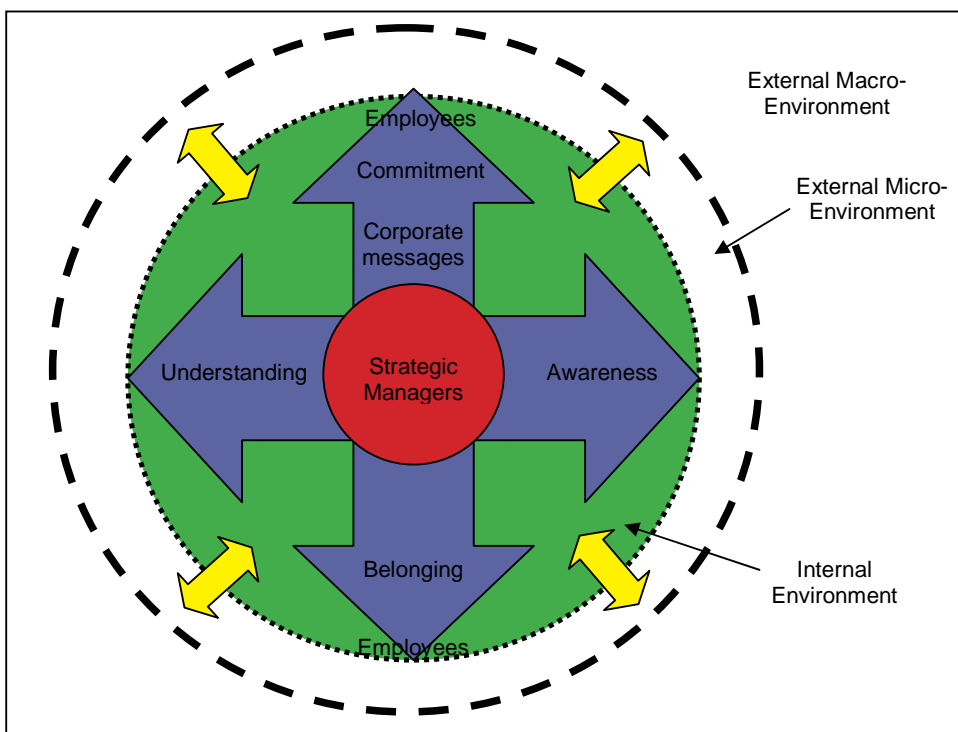 External Macro-
Environment
Employees
Commitment
External Micro-
Environment
Corporate
messages
Understanding
Strategic
Managers
Awareness
Belonging
Internal
Environment
Employees